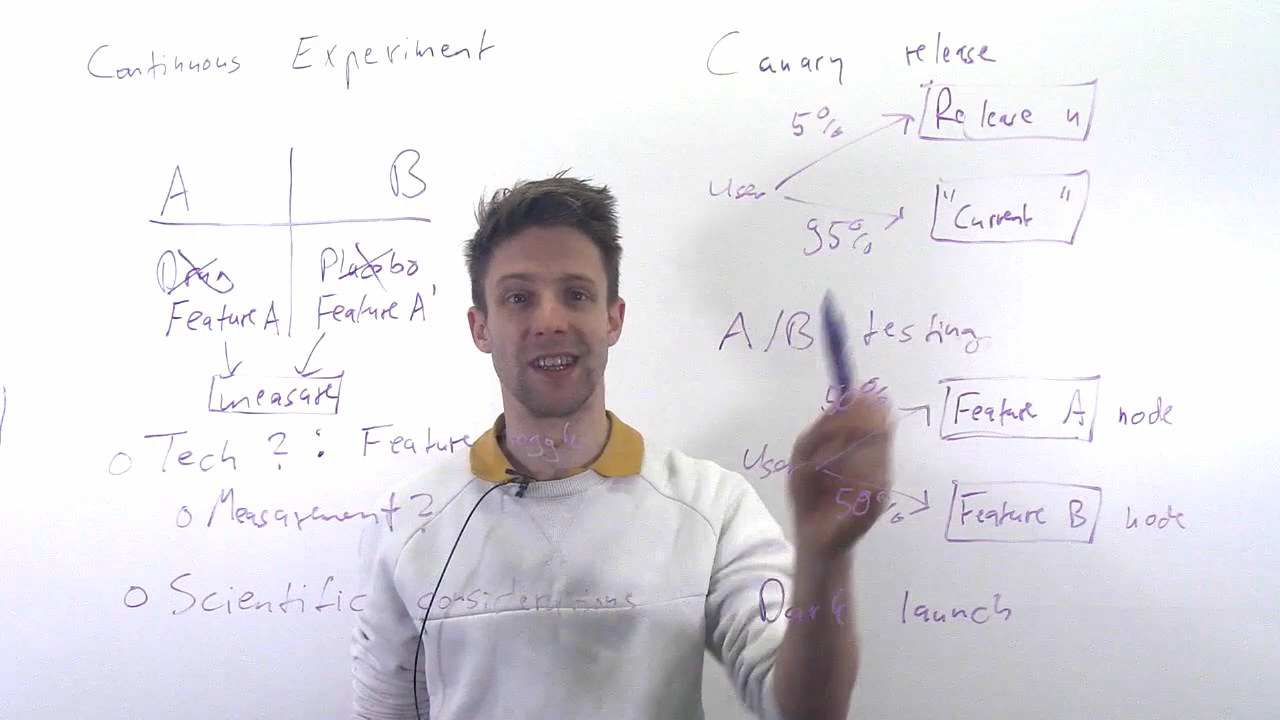 Continuous Experiment
A B
Drug Placebo
Feature A Feature A'
measure
o Tech ? : Feature toggle
o Measurement ?
o Scientific considerations
Canary release
5% Release n
User
95% "Current"
A/B testing
50% Feature A node
User
50% Feature B node
Dark launch